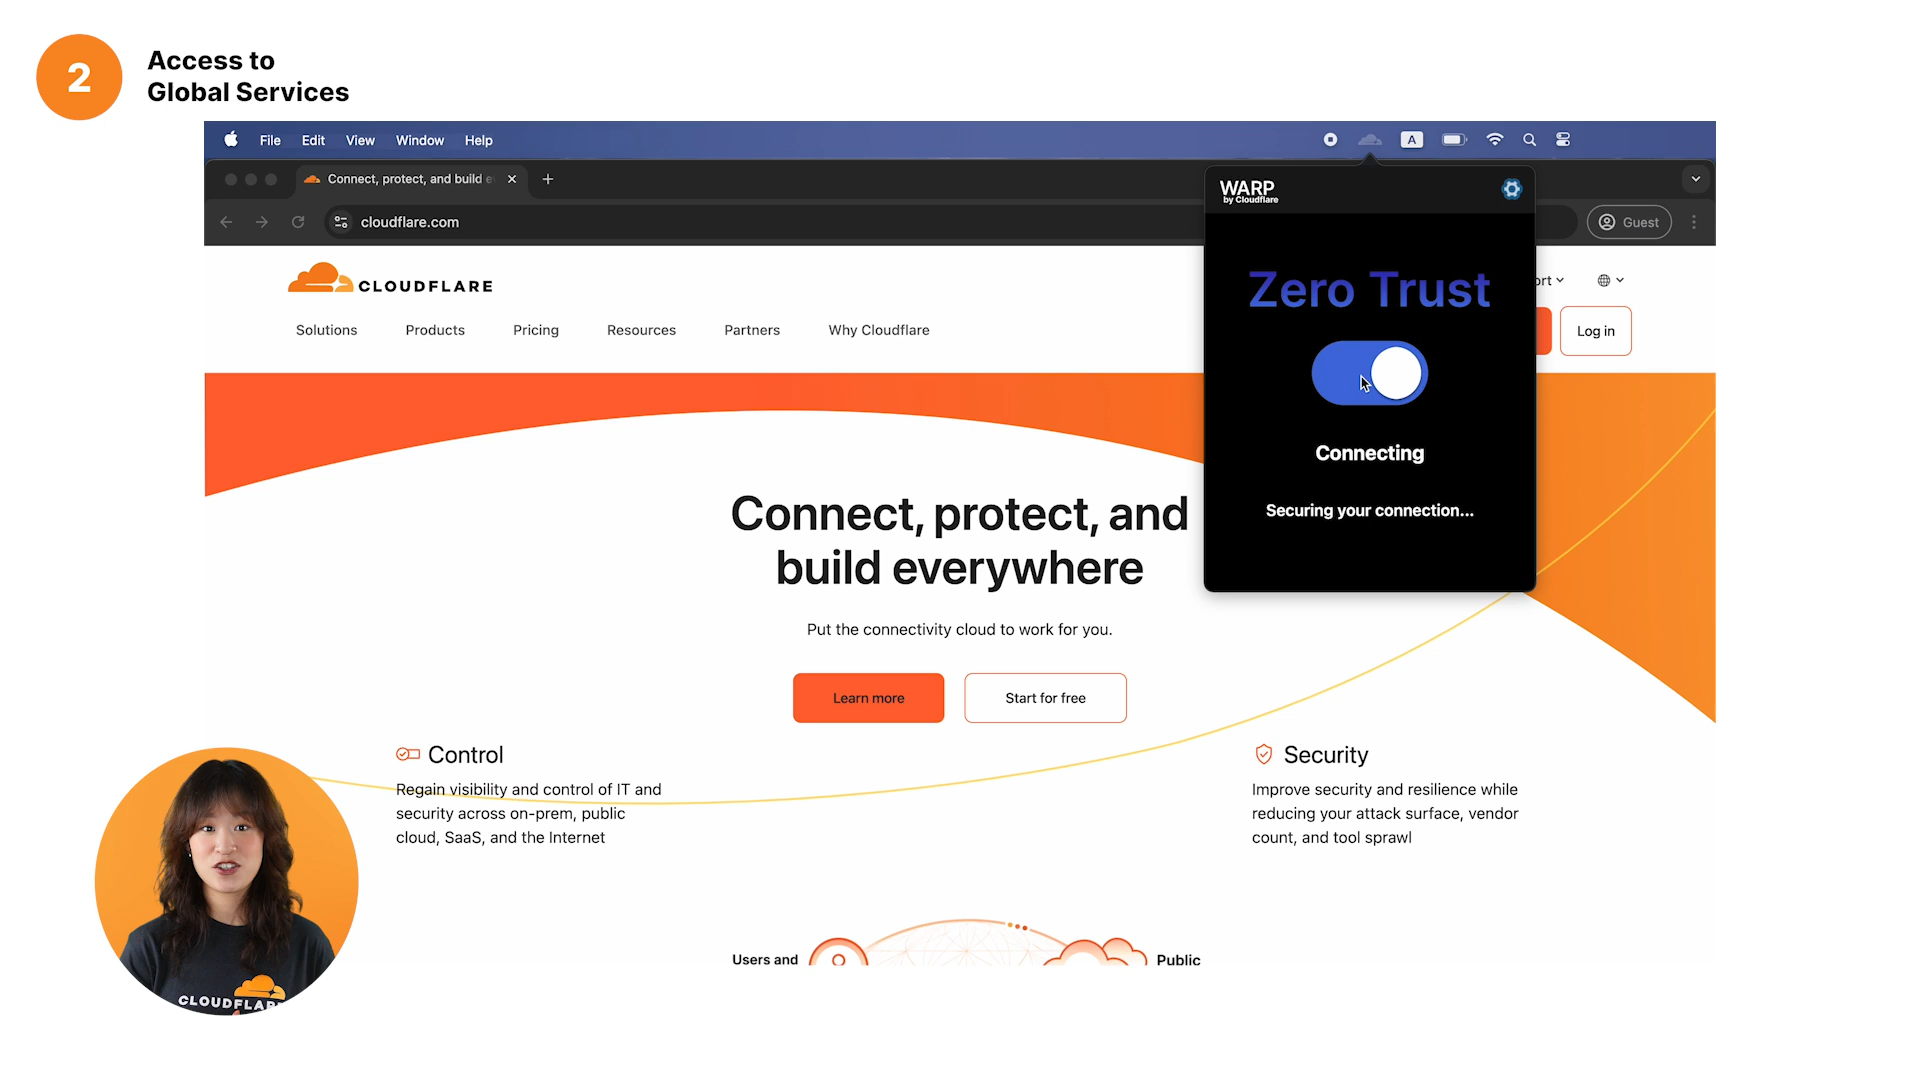 2
Access to
Global Services
File Edit View Window Help
A
Connect, protect, and build e
cloudflare.com
Guest
WARP
by Cloudflare
CLOUDFLARE
ort
Solutions Products Pricing Resources Partners Why Cloudflare
Log in
Zero Trust
Connecting
Securing your connection...
Connect, protect, and
build everywhere
Put the connectivity cloud to work for you.
Learn more
Start for free
Control
Regain visibility and control of IT and
security across on-prem, public
cloud, SaaS, and the Internet
Security
Improve security and resilience while
reducing your attack surface, vendor
count, and tool sprawl
Users and
Public
CLOUDFLARE